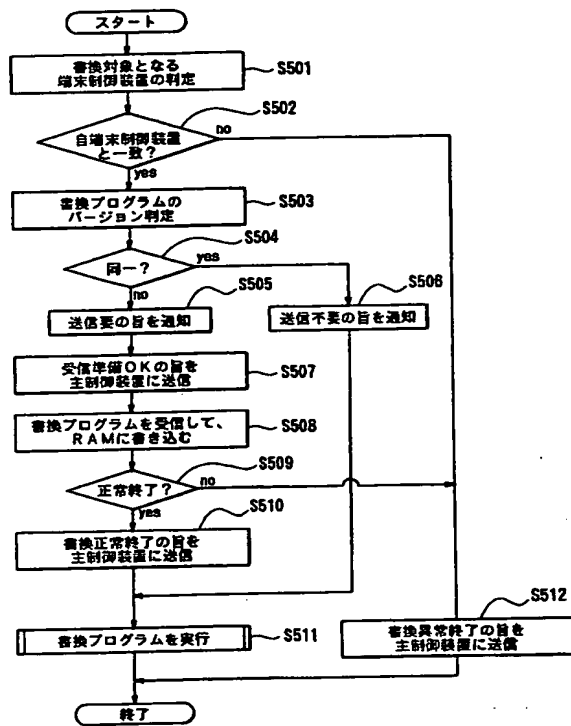 スタート
書換対象となる
端末制御装置の判定
S501
S502
自端末制御装置
と一致？
no
yes
書換プログラムの
バージョン判定
S503
S504
同一？
yes
no
S505
S506
送信要の旨を通知
送信不要の旨を通知
受信準備OKの旨を
主制御装置に送信
S507
書換プログラムを受信して、
RAMに書き込む
S508
S509
正常終了？
no
yes
S510
書換正常終了の旨を
主制御装置に送信
S512
書換プログラムを実行
S511
書換異常終了の旨を
主制御装置に送信
終了